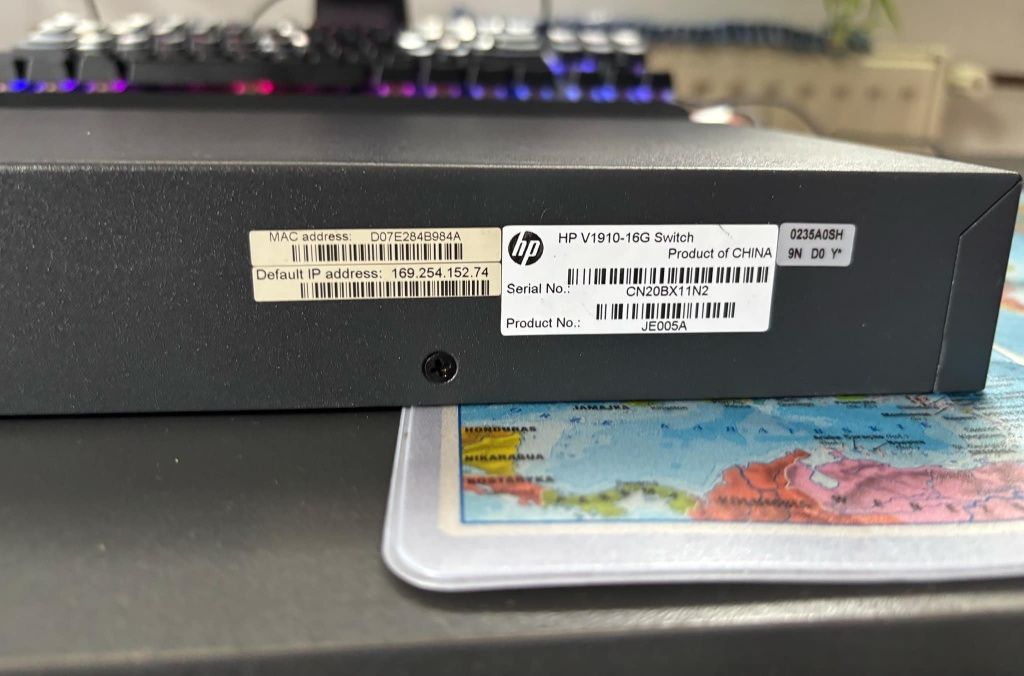 MAC address: D07E284B984A
Default IP address: 169.254.152.74
hp
HP V1910-16G Switch
Product of CHINA
Serial No.:
CN20BX11N2
Product No.:
JE005A
0235A0SH
9N D0 Y*
JAMAJKA
HONDURAS
NIKARAGUA
KOSTARYKA